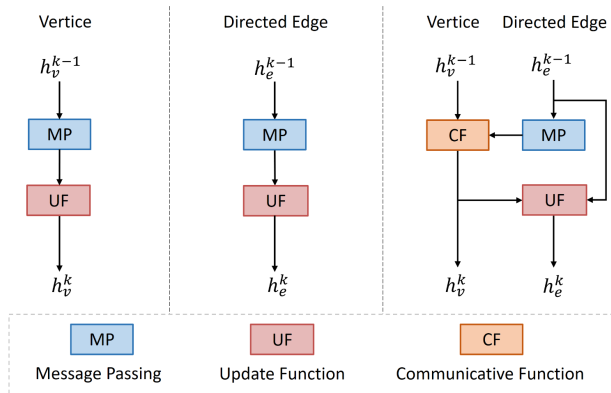 Vertice
Directed Edge
Vertice
Directed Edge
h_v^{k-1}
h_e^{k-1}
h_v^{k-1}
h_e^{k-1}
MP
MP
CF
MP
UF
UF
UF
h_v^k
h_e^k
h_v^k
h_e^k
MP
UF
CF
Message Passing
Update Function
Communicative Function